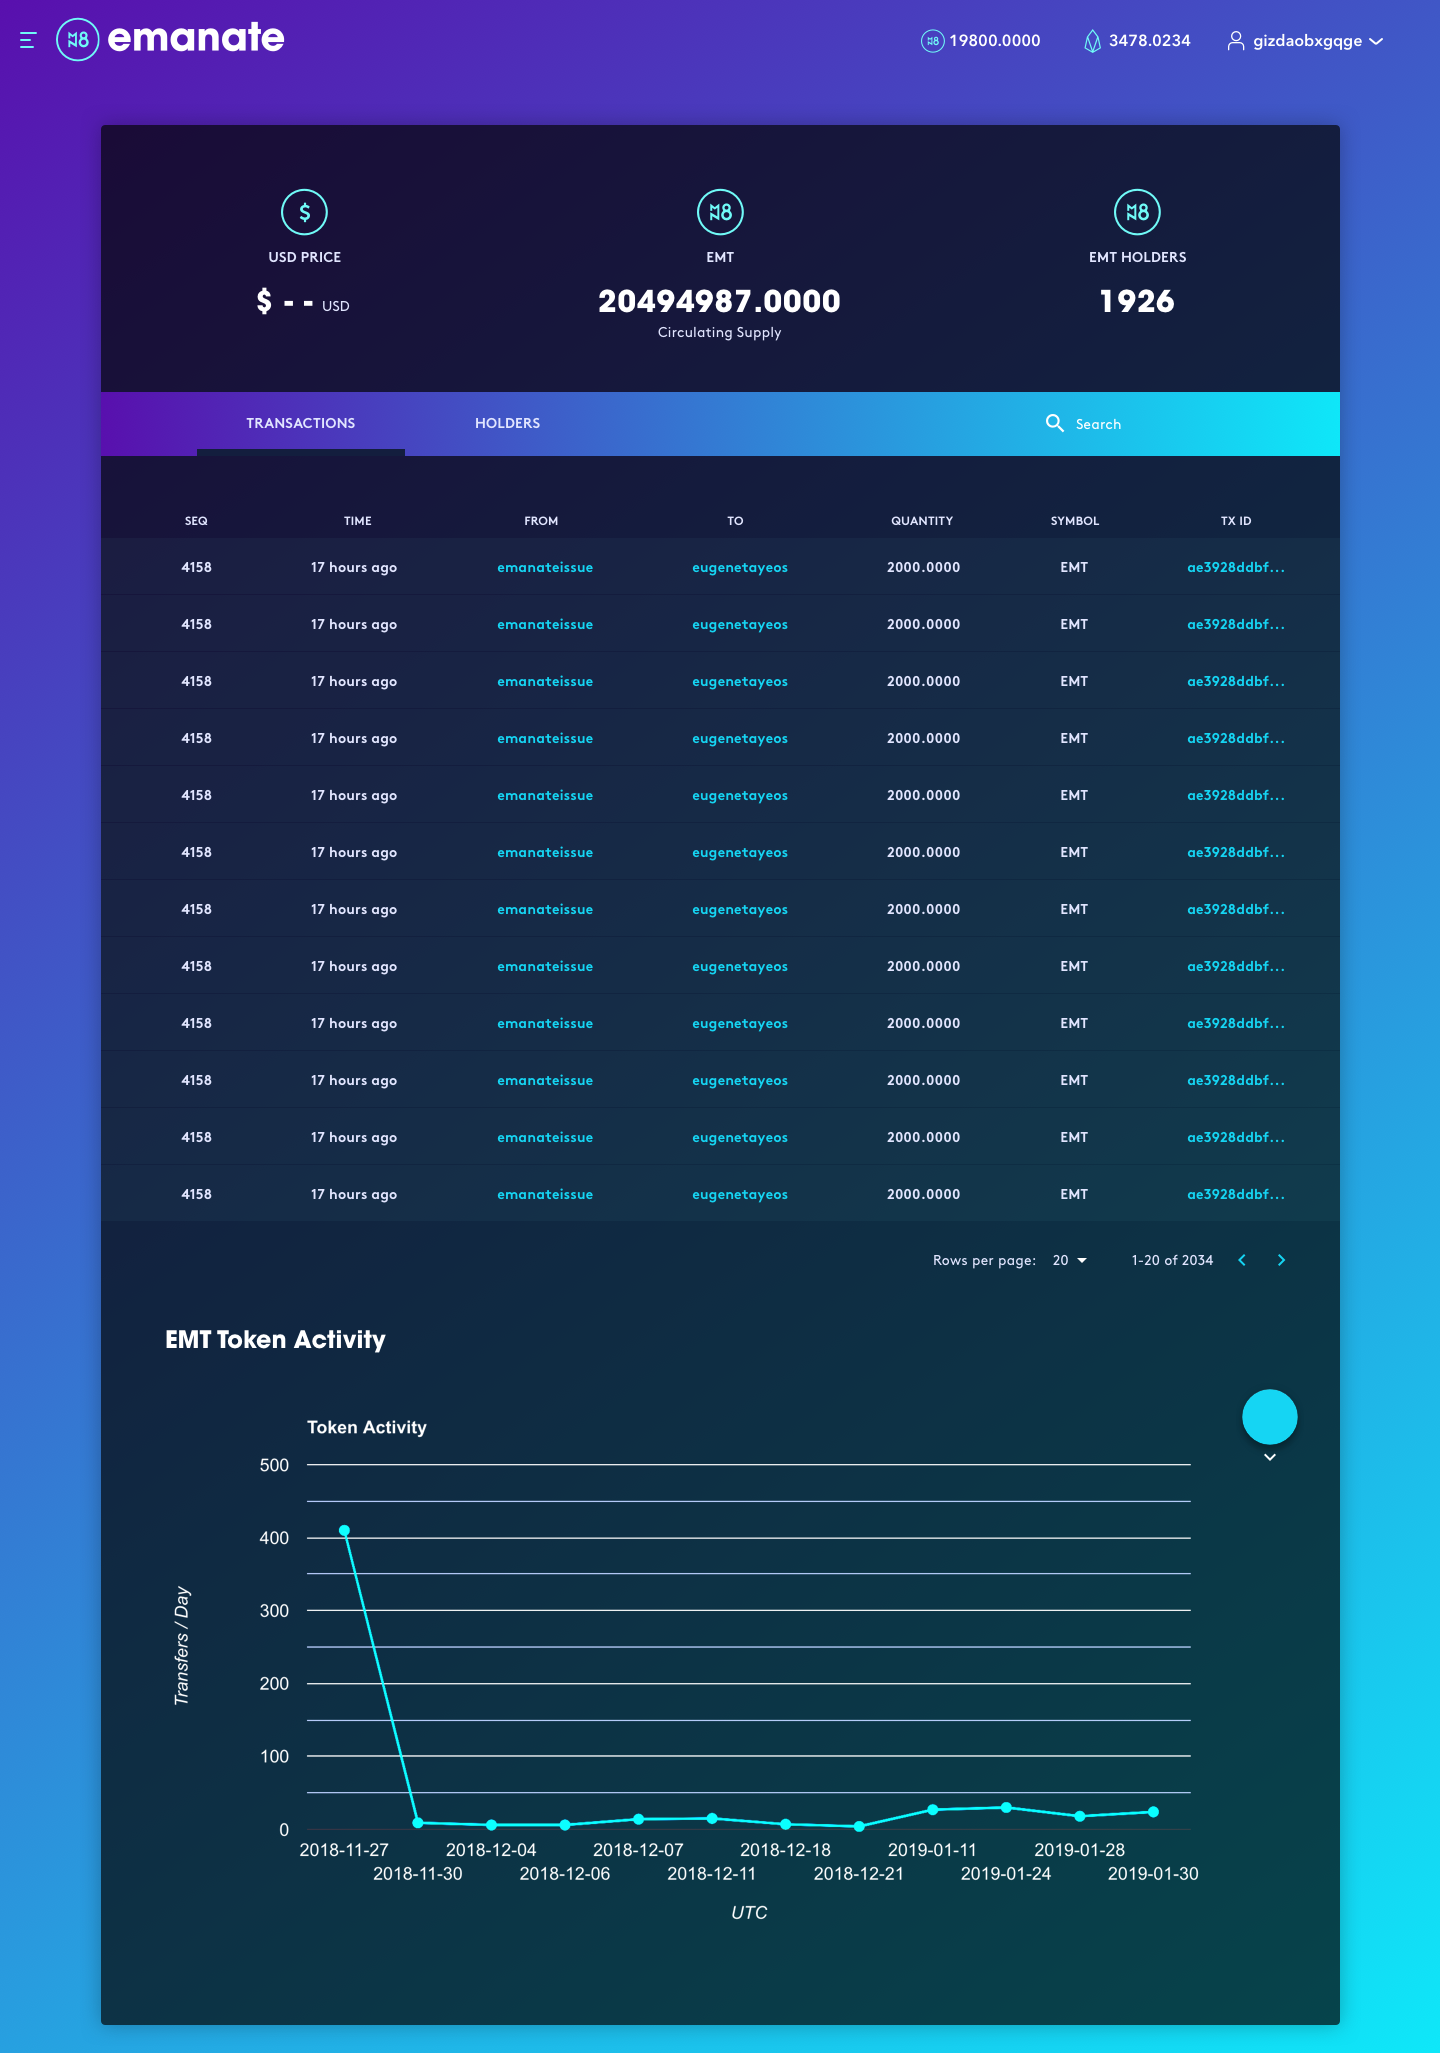 emanate
19800.0000 3478.0234 gizdaobxgqge
$
USD PRICE EMT EMT HOLDERS
$ - - USD 20494987.0000 1926
Circulating Supply
TRANSACTIONS HOLDERS Search
SEQ TIME FROM TO QUANTITY SYMBOL TX ID
4158 17 hours ago emanateissue eugenetayeos 2000.0000 EMT ae3928ddbf...
4158 17 hours ago emanateissue eugenetayeos 2000.0000 EMT ae3928ddbf...
4158 17 hours ago emanateissue eugenetayeos 2000.0000 EMT ae3928ddbf...
4158 17 hours ago emanateissue eugenetayeos 2000.0000 EMT ae3928ddbf...
4158 17 hours ago emanateissue eugenetayeos 2000.0000 EMT ae3928ddbf...
4158 17 hours ago emanateissue eugenetayeos 2000.0000 EMT ae3928ddbf...
4158 17 hours ago emanateissue eugenetayeos 2000.0000 EMT ae3928ddbf...
4158 17 hours ago emanateissue eugenetayeos 2000.0000 EMT ae3928ddbf...
4158 17 hours ago emanateissue eugenetayeos 2000.0000 EMT ae3928ddbf...
4158 17 hours ago emanateissue eugenetayeos 2000.0000 EMT ae3928ddbf...
4158 17 hours ago emanateissue eugenetayeos 2000.0000 EMT ae3928ddbf...
4158 17 hours ago emanateissue eugenetayeos 2000.0000 EMT ae3928ddbf...
Rows per page: 20 1-20 of 2034
EMT Token Activity
Token Activity
500
400
300
200
100
0
Transfers / Day
2018-11-27 2018-12-04 2018-12-07 2018-12-18 2019-01-11 2019-01-28
2018-11-30 2018-12-06 2018-12-11 2018-12-21 2019-01-24 2019-01-30
UTC